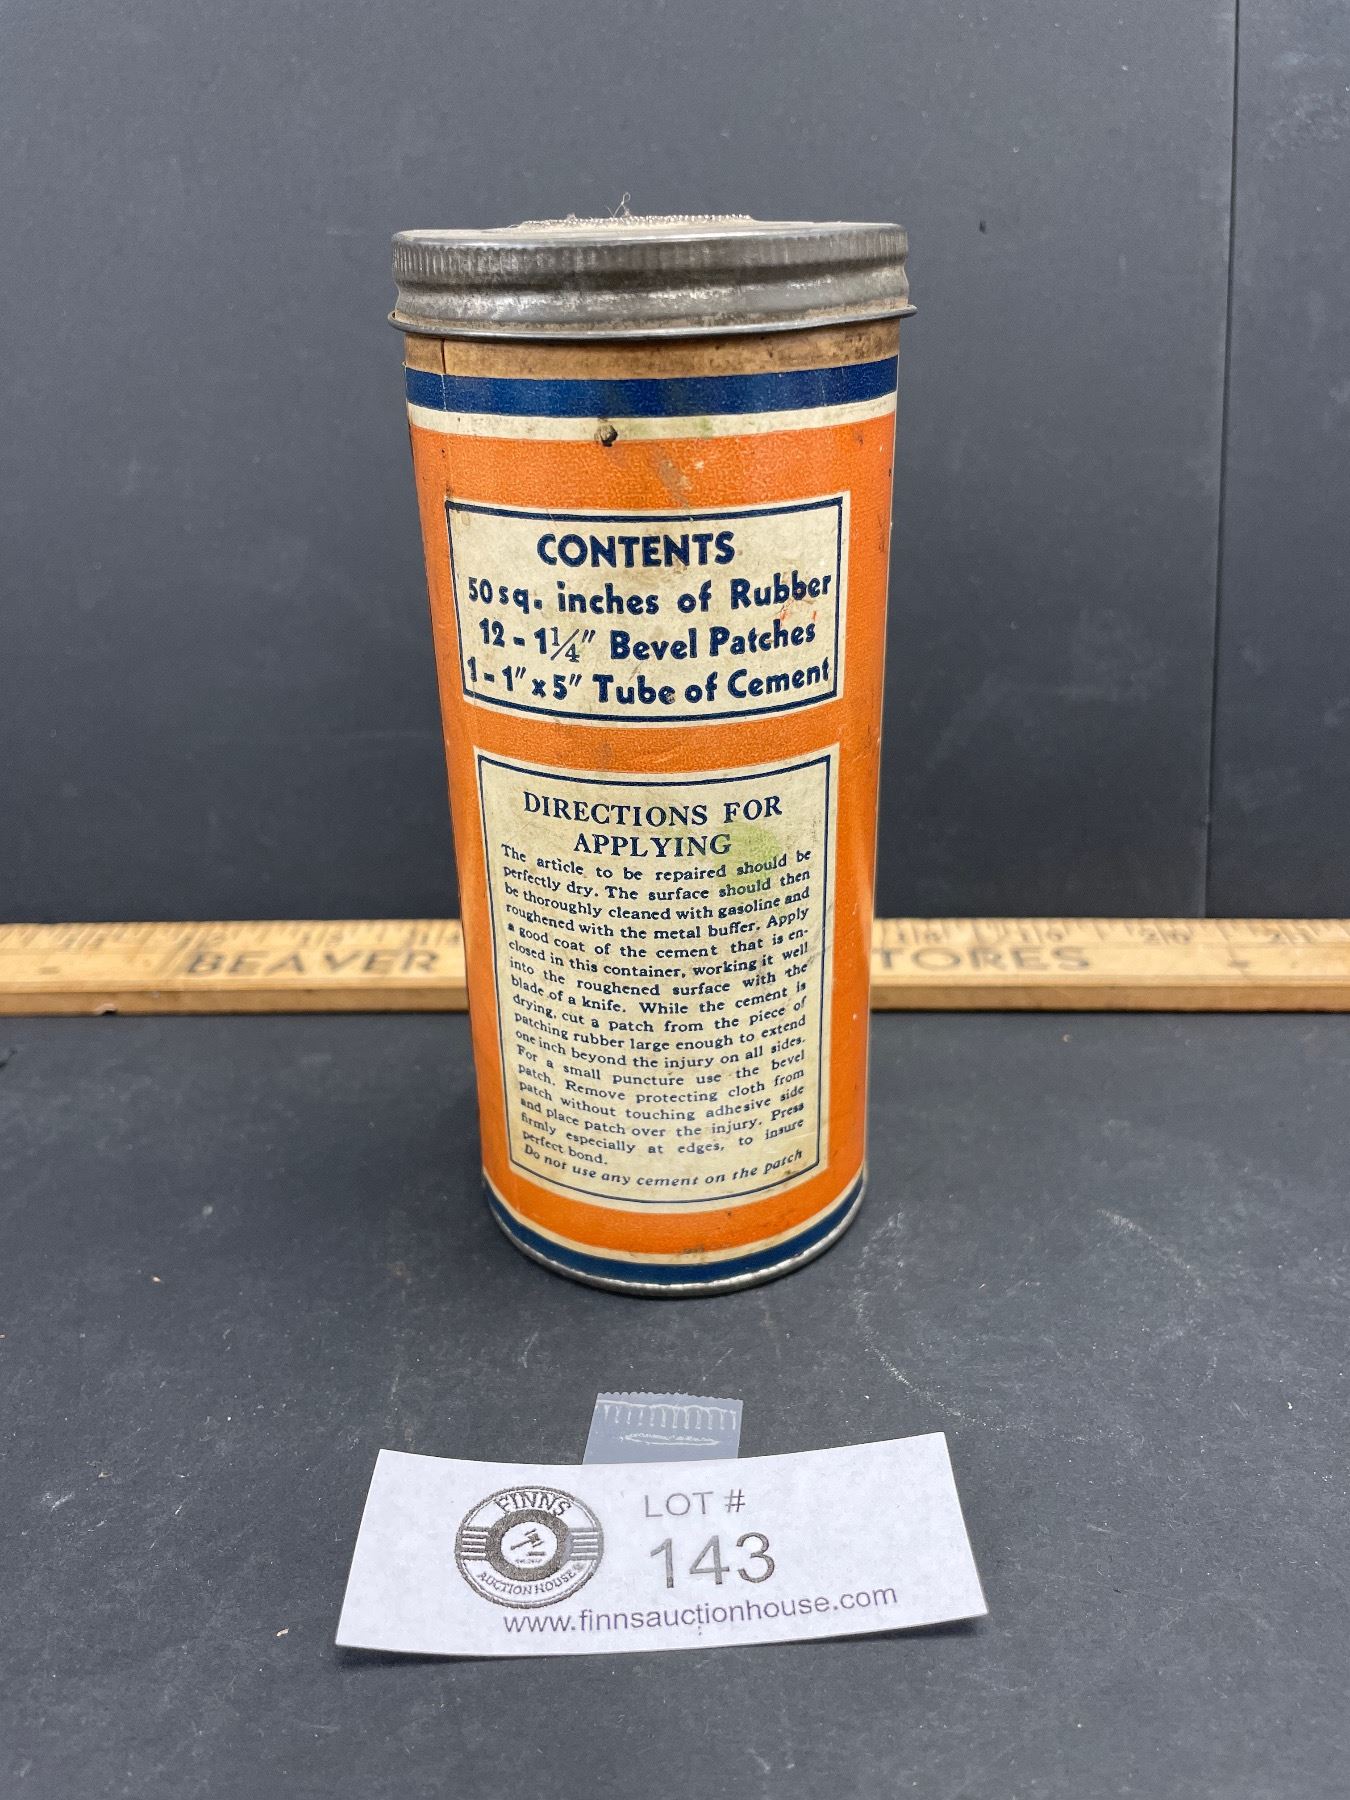 CONTENTS
50 sq. inches of Rubber
12 - 1 1/4" Bevel Patches
1 - 1" x 5" Tube of Cement
DIRECTIONS FOR
APPLYING
The article to be repaired should be
perfectly dry. The surface should then
be thoroughly cleaned with gasoline and
roughened with the metal buffer. Apply
a good coat of the cement that is en-
closed in this container, working it well
into the roughened surface with the
blade of a knife. While the cement is
drying, cut a patch from the piece of
patching rubber large enough to extend
one inch beyond the injury on all sides.
For a small puncture use the bevel
patch. Remove protecting cloth from
patch without touching adhesive side
and place patch over the injury. Press
firmly especially at edges, to insure
perfect bond.
Do not use any cement on the patch
BEAVER
TORES
FINNS
AUCTION HOUSE
LOT #
143
www.finnsauctionhouse.com